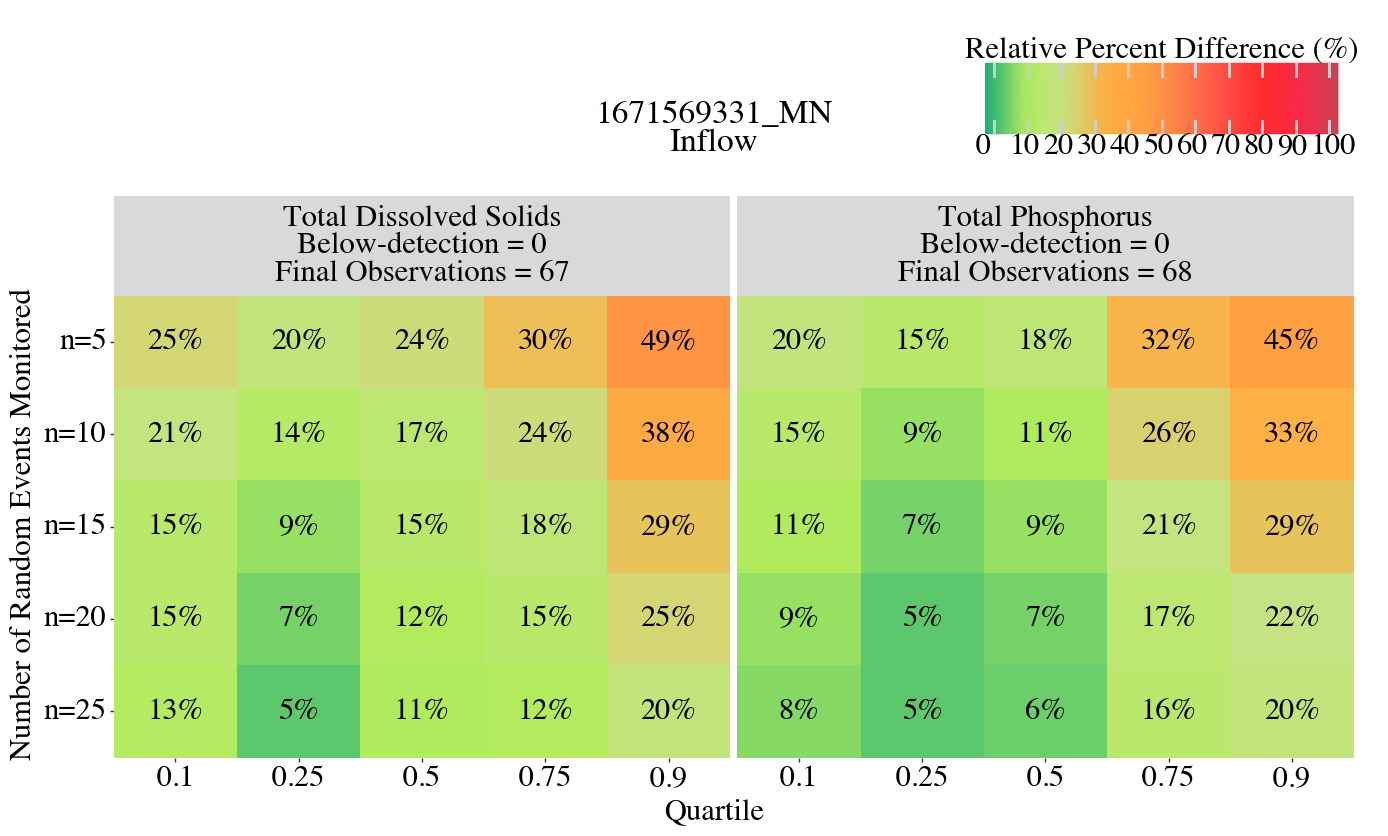 Relative Percent Difference (%)
0 10 20 30 40 50 60 70 80 90 100
1671569331_MN
Inflow
Total Dissolved Solids
Below-detection = 0
Final Observations = 67
Total Phosphorus
Below-detection = 0
Final Observations = 68
Number of Random Events Monitored
n=5 25% 20% 24% 30% 49% 20% 15% 18% 32% 45%
n=10 21% 14% 17% 24% 38% 15% 9% 11% 26% 33%
n=15 15% 9% 15% 18% 29% 11% 7% 9% 21% 29%
n=20 15% 7% 12% 15% 25% 9% 5% 7% 17% 22%
n=25 13% 5% 11% 12% 20% 8% 5% 6% 16% 20%
0.1 0.25 0.5 0.75 0.9 0.1 0.25 0.5 0.75 0.9
Quartile